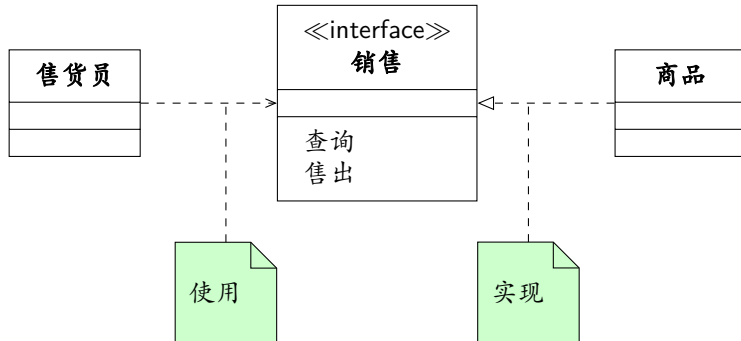 售货员
≪interface≫
销售
查询
售出
商品
使用
实现